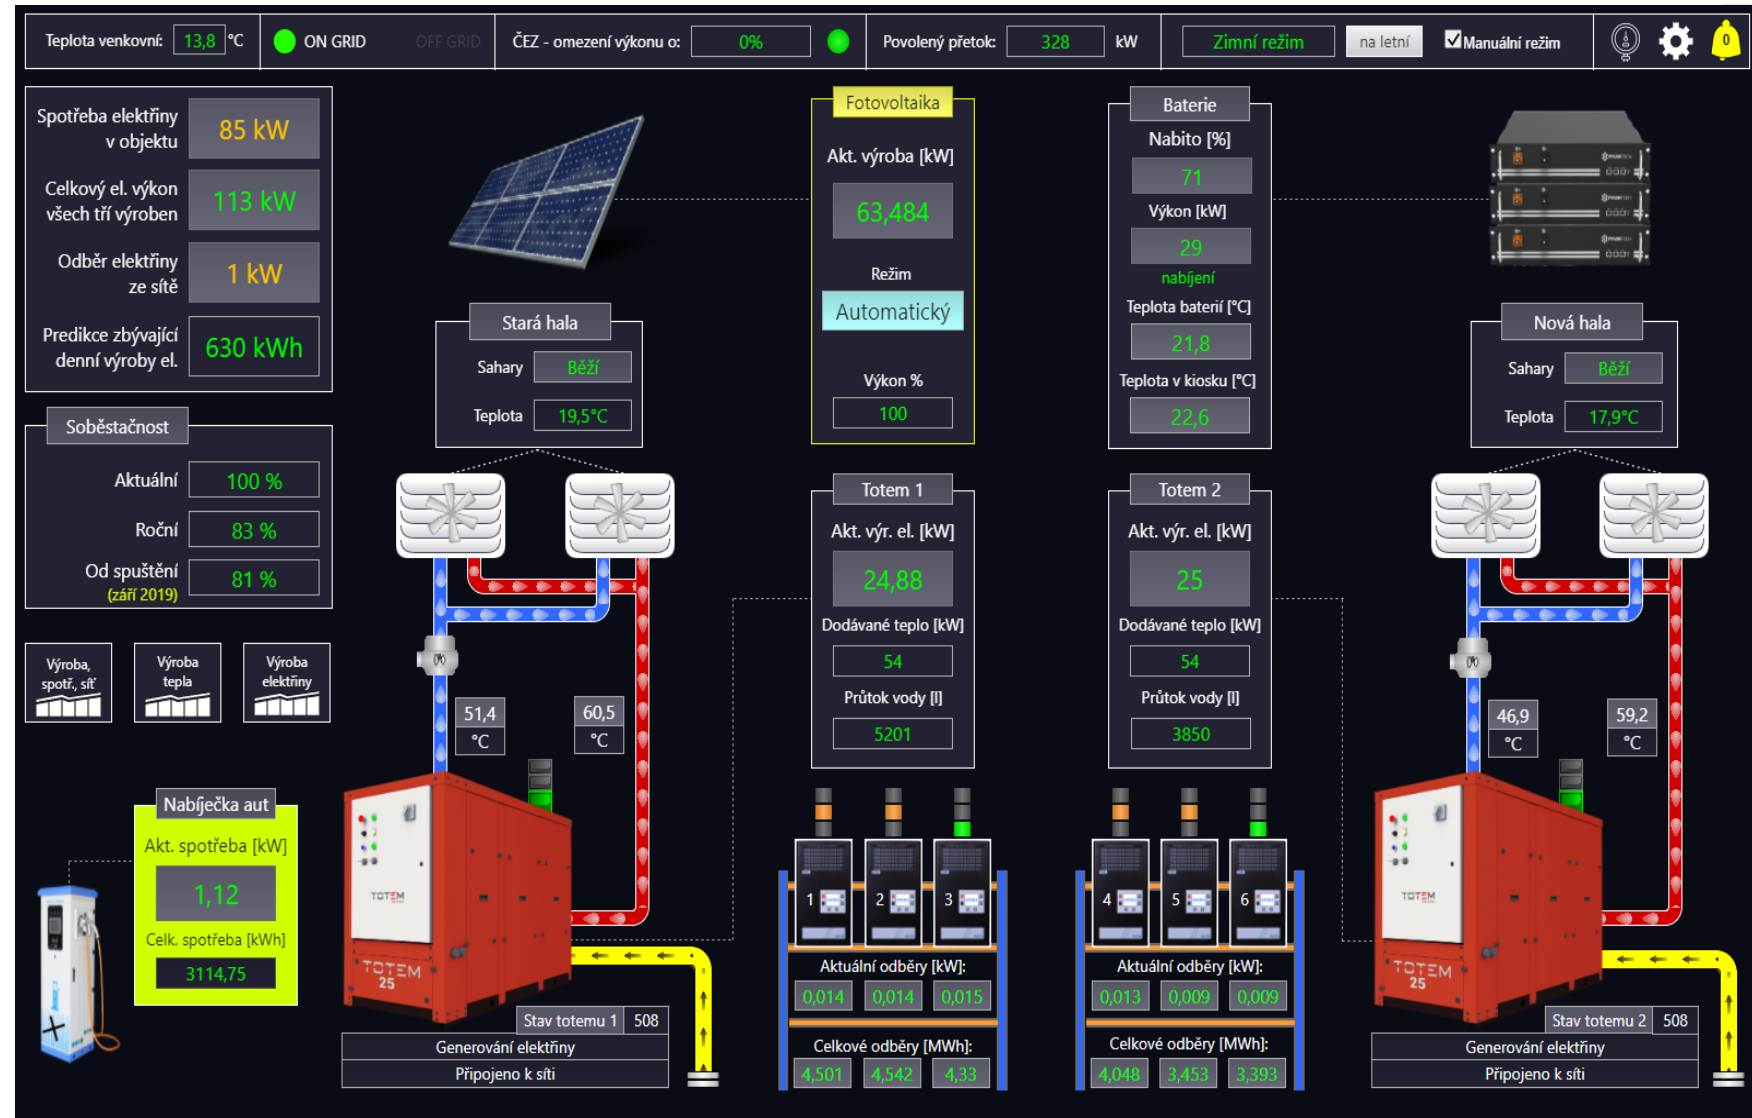 Teplota venkovní: 13,8 °C
ON GRID
OFF GRID
ČEZ - omezení výkonu o: 0%
Povolený přetok: 328 kW
Zimní režim
na letní
Manuální režim
0
Spotřeba elektřiny
v objektu
85 kW
Celkový el. výkon
všech tří výroben
113 kW
Odběr elektřiny
ze sítě
1 kW
Predikce zbývající
denní výroby el.
630 kWh
Soběstačnost
Aktuální 100 %
Roční 83 %
Od spuštění
(září 2019)
81 %
Výroba,
spotř., síť
Výroba
tepla
Výroba
elektřiny
Nabíječka aut
Akt. spotřeba [kW]
1,12
Celk. spotřeba [kWh]
3114,75
Stará hala
Sahary Běží
Teplota 19,5°C
51,4
°C
60,5
°C
TOTEM
TOTEM
25
Stav totemu 1 508
Generování elektřiny
Připojeno k síti
Fotovoltaika
Akt. výroba [kW]
63,484
Režim
Automatický
Výkon %
100
Baterie
Nabito [%]
71
Výkon [kW]
29
nabíjení
Teplota baterií [°C]
21,8
Teplota v kiosku [°C]
22,6
Totem 1
Akt. výr. el. [kW]
24,88
Dodávané teplo [kW]
54
Průtok vody [l]
5201
Totem 2
Akt. výr. el. [kW]
25
Dodávané teplo [kW]
54
Průtok vody [l]
3850
1 2 3
Aktuální odběry [kW]:
0,014 0,014 0,015
Celkové odběry [MWh]:
4,501 4,542 4,33
4 5 6
Aktuální odběry [kW]:
0,013 0,009 0,009
Celkové odběry [MWh]:
4,048 3,453 3,393
Nová hala
Sahary Běží
Teplota 17,9°C
46,9
°C
59,2
°C
TOTEM
TOTEM
25
Stav totemu 2 508
Generování elektřiny
Připojeno k síti